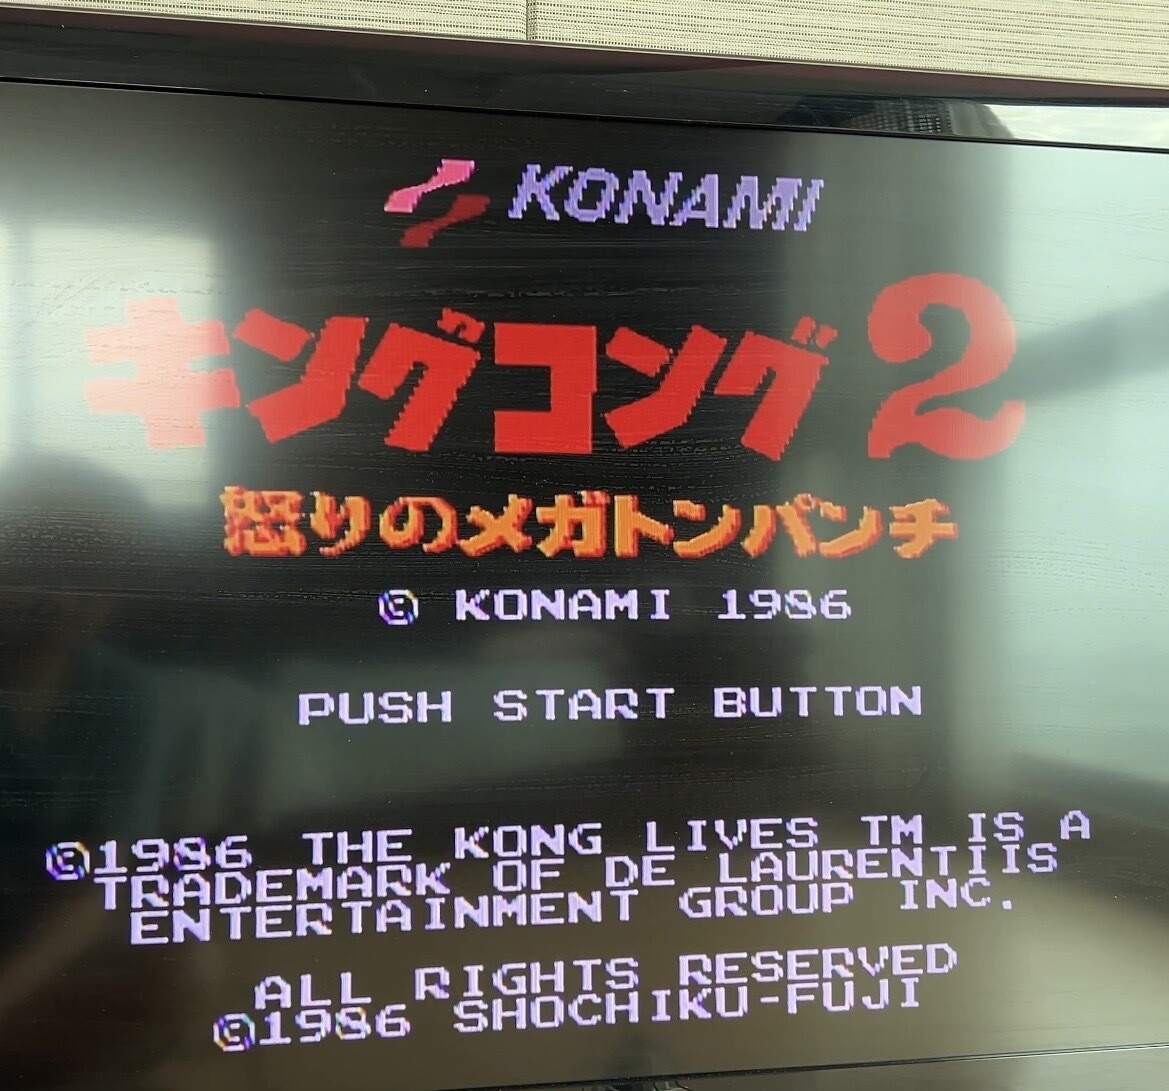 KONAMI
キングコング2
怒りのメガトンパンチ
© KONAMI 1986
PUSH START BUTTON
©1986 THE KONG LIVES TM IS A
TRADEMARK OF DE LAURENTIIS
ENTERTAINMENT GROUP INC.
ALL RIGHTS RESERVED
©1986 SHOCHIKU-FUJI